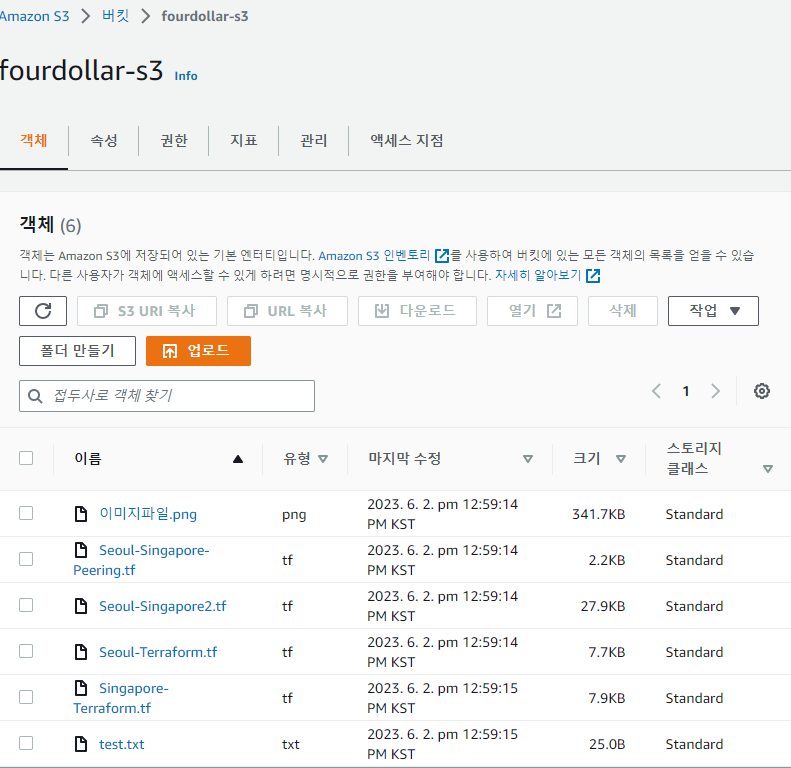 Amazon S3 > 버킷 > fourdollar-s3
fourdollar-s3 Info
객체 속성 권한 지표 관리 액세스 지점
객체 (6)
객체는 Amazon S3에 저장되어 있는 기본 엔터티입니다. Amazon S3 인벤토리 를 사용하여 버킷에 있는 모든 객체의 목록을 얻을 수 있습
니다. 다른 사용자가 객체에 액세스할 수 있게 하려면 명시적으로 권한을 부여해야 합니다. 자세히 알아보기
S3 URI 복사 URL 복사 다운로드 열기 삭제 작업
폴더 만들기 업로드
접두사로 객체 찾기 1
이름 유형 마지막 수정 크기 스토리지
클래스
이미지파일.png png 2023. 6. 2. pm 12:59:14 341.7KB Standard
PM KST
Seoul-Singapore- tf 2023. 6. 2. pm 12:59:14 2.2KB Standard
Peering.tf PM KST
Seoul-Singapore2.tf tf 2023. 6. 2. pm 12:59:14 27.9KB Standard
PM KST
Seoul-Terraform.tf tf 2023. 6. 2. pm 12:59:14 7.7KB Standard
PM KST
Singapore- tf 2023. 6. 2. pm 12:59:15 7.9KB Standard
Terraform.tf PM KST
test.txt txt 2023. 6. 2. pm 12:59:15 25.0B Standard
PM KST